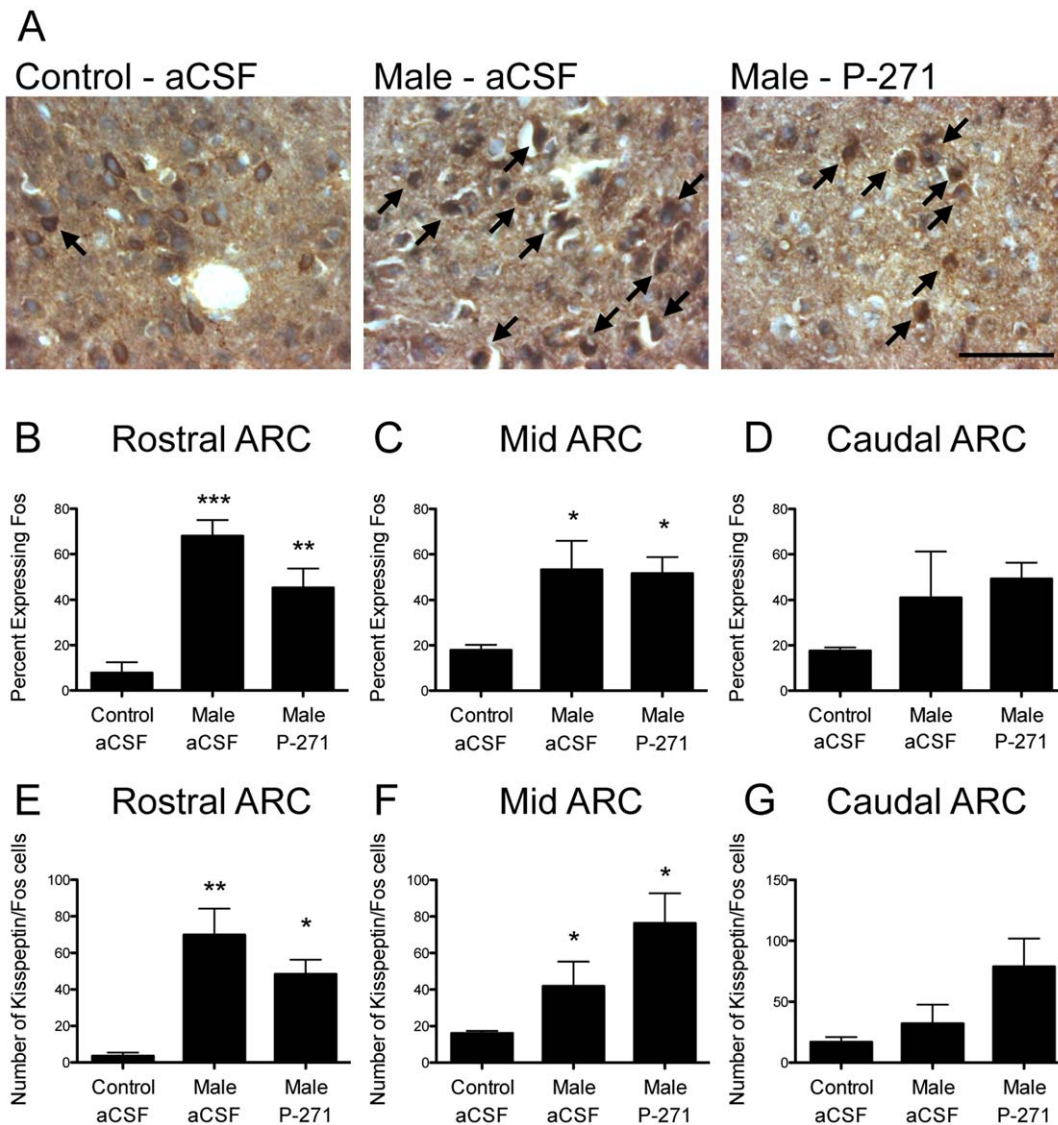 A
Control - aCSF
Male - aCSF
Male - P-271
B
Rostral ARC
Percent Expressing Fos
80
60
40
20
0
***
**
Control
aCSF
Male
aCSF
Male
P-271
C
Mid ARC
Percent Expressing Fos
80
60
40
20
0
*
*
Control
aCSF
Male
aCSF
Male
P-271
D
Caudal ARC
Percent Expressing Fos
80
60
40
20
0
Control
aCSF
Male
aCSF
Male
P-271
E
Rostral ARC
Number of Kisspeptin/Fos cells
100
80
60
40
20
0
**
*
Control
aCSF
Male
aCSF
Male
P-271
F
Mid ARC
Number of Kisspeptin/Fos cells
100
80
60
40
20
0
*
*
Control
aCSF
Male
aCSF
Male
P-271
G
Caudal ARC
Number of Kisspeptin/Fos cells
150
100
50
0
Control
aCSF
Male
aCSF
Male
P-271